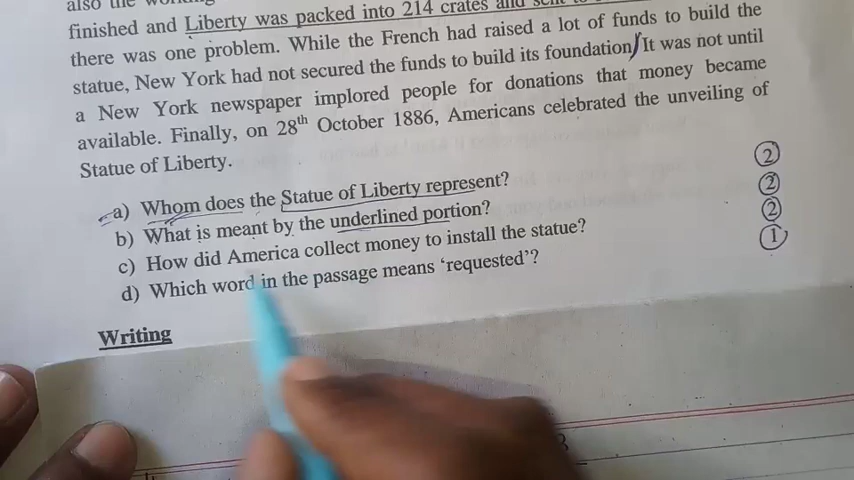 also the
finished and Liberty was packed into 214 crates and sent to
there was one problem. While the French had raised a lot of funds to build the
statue, New York had not secured the funds to build its foundation. It was not until
a New York newspaper implored people for donations that money became
available. Finally, on 28th October 1886, Americans celebrated the unveiling of
Statue of Liberty.
a) Whom does the Statue of Liberty represent? 2
b) What is meant by the underlined portion? 2
c) How did America collect money to install the statue? 2
d) Which word in the passage means ‘requested’? 1
Writing